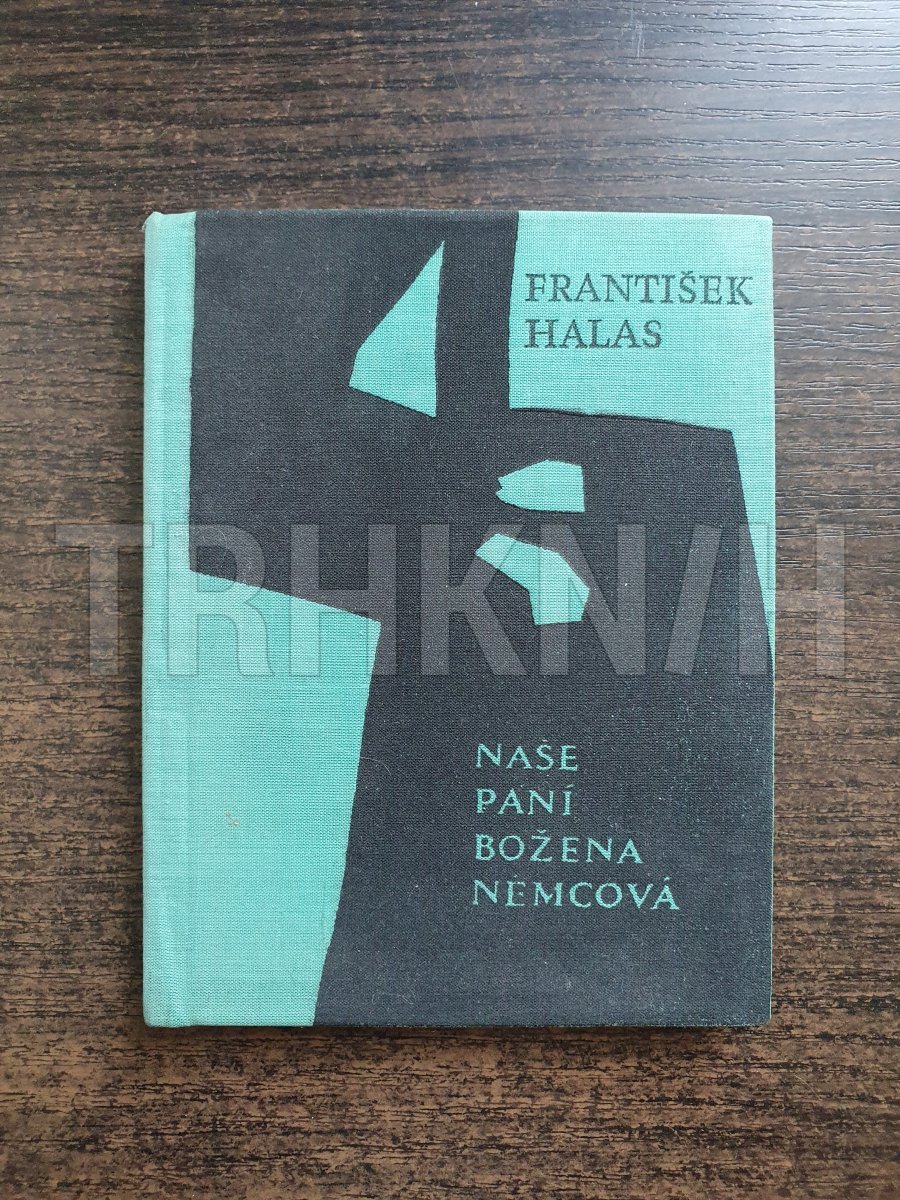 FRANTIŠEK
HALAS
TRHKNIH
NAŠE
PANÍ
BOŽENA
NĚMCOVÁ